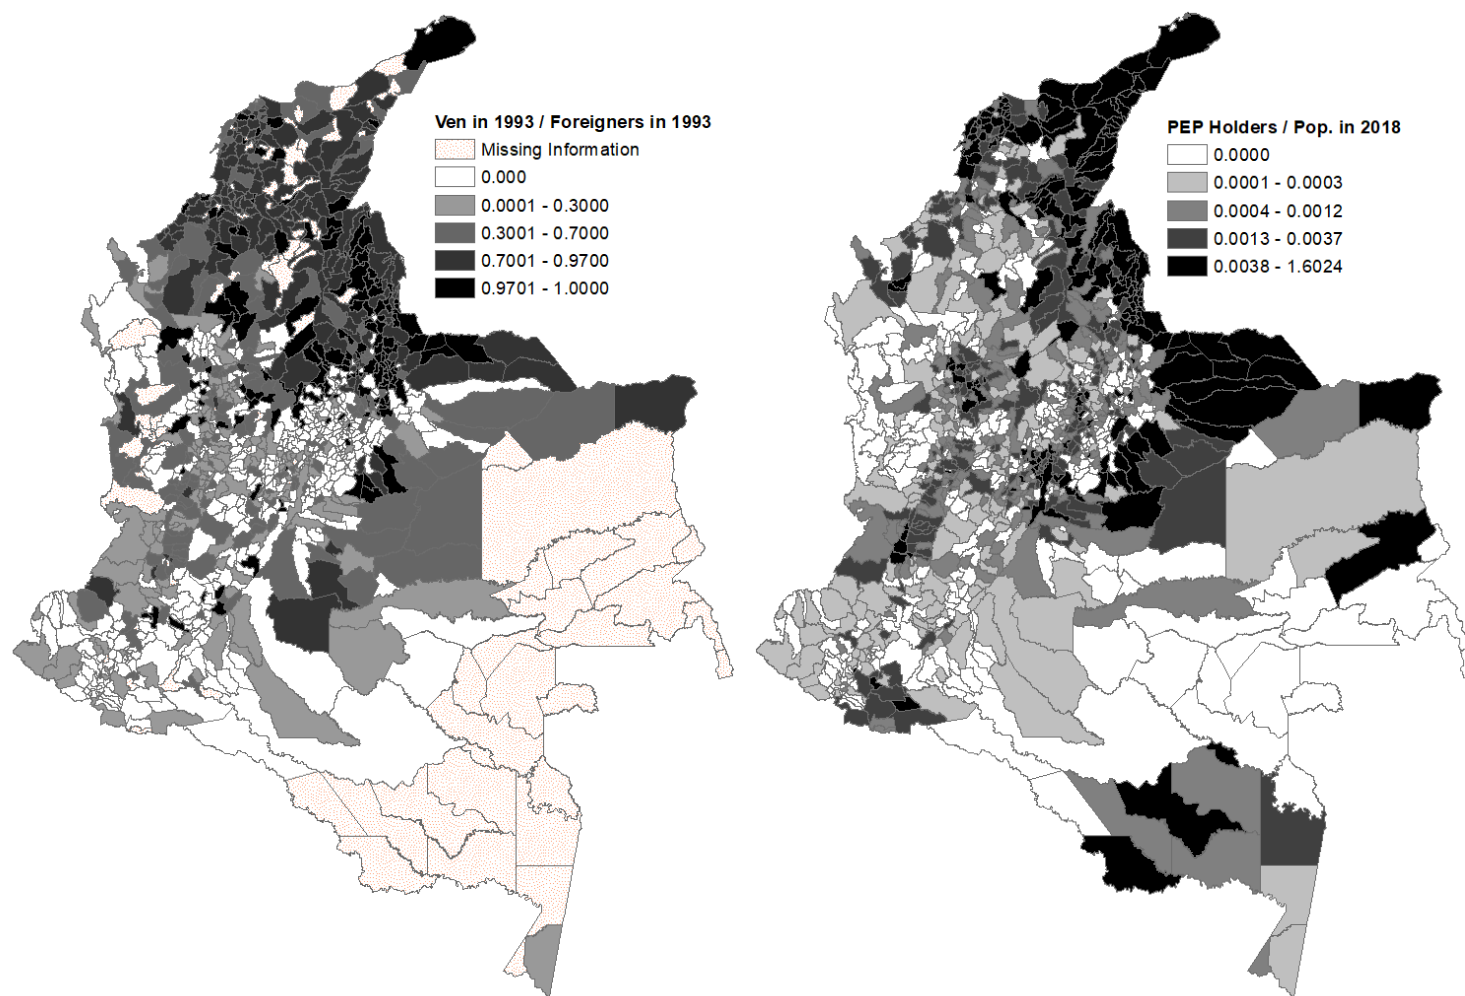 Ven in 1993 / Foreigners in 1993
Missing Information
0.000
0.0001 - 0.3000
0.3001 - 0.7000
0.7001 - 0.9700
0.9701 - 1.0000
PEP Holders / Pop. in 2018
0.0000
0.0001 - 0.0003
0.0004 - 0.0012
0.0013 - 0.0037
0.0038 - 1.6024